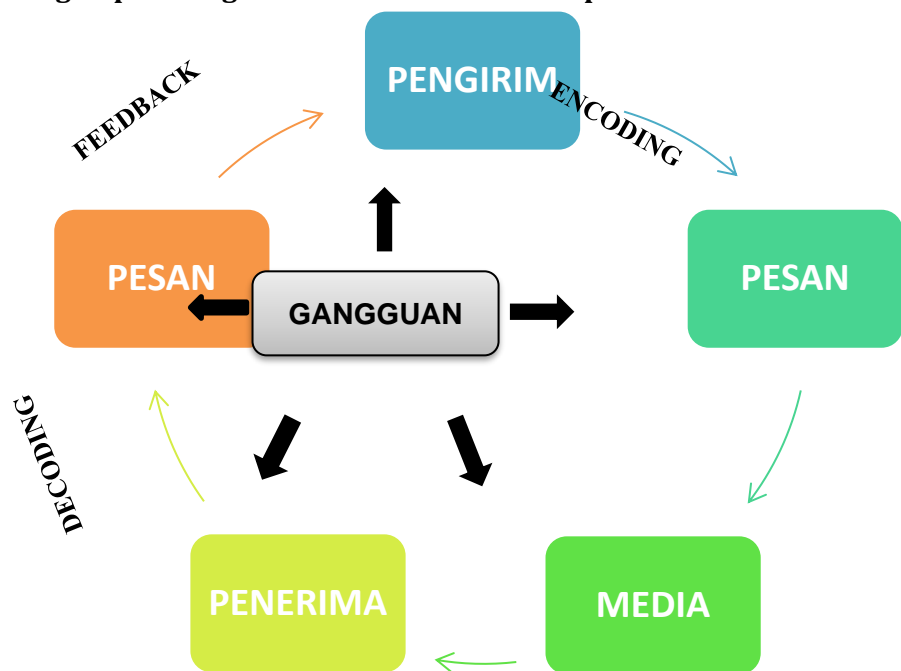 PENGIRIM
FEEDBACK
ENCODING
PESAN
PESAN
GANGGUAN
DECODING
PENERIMA
MEDIA